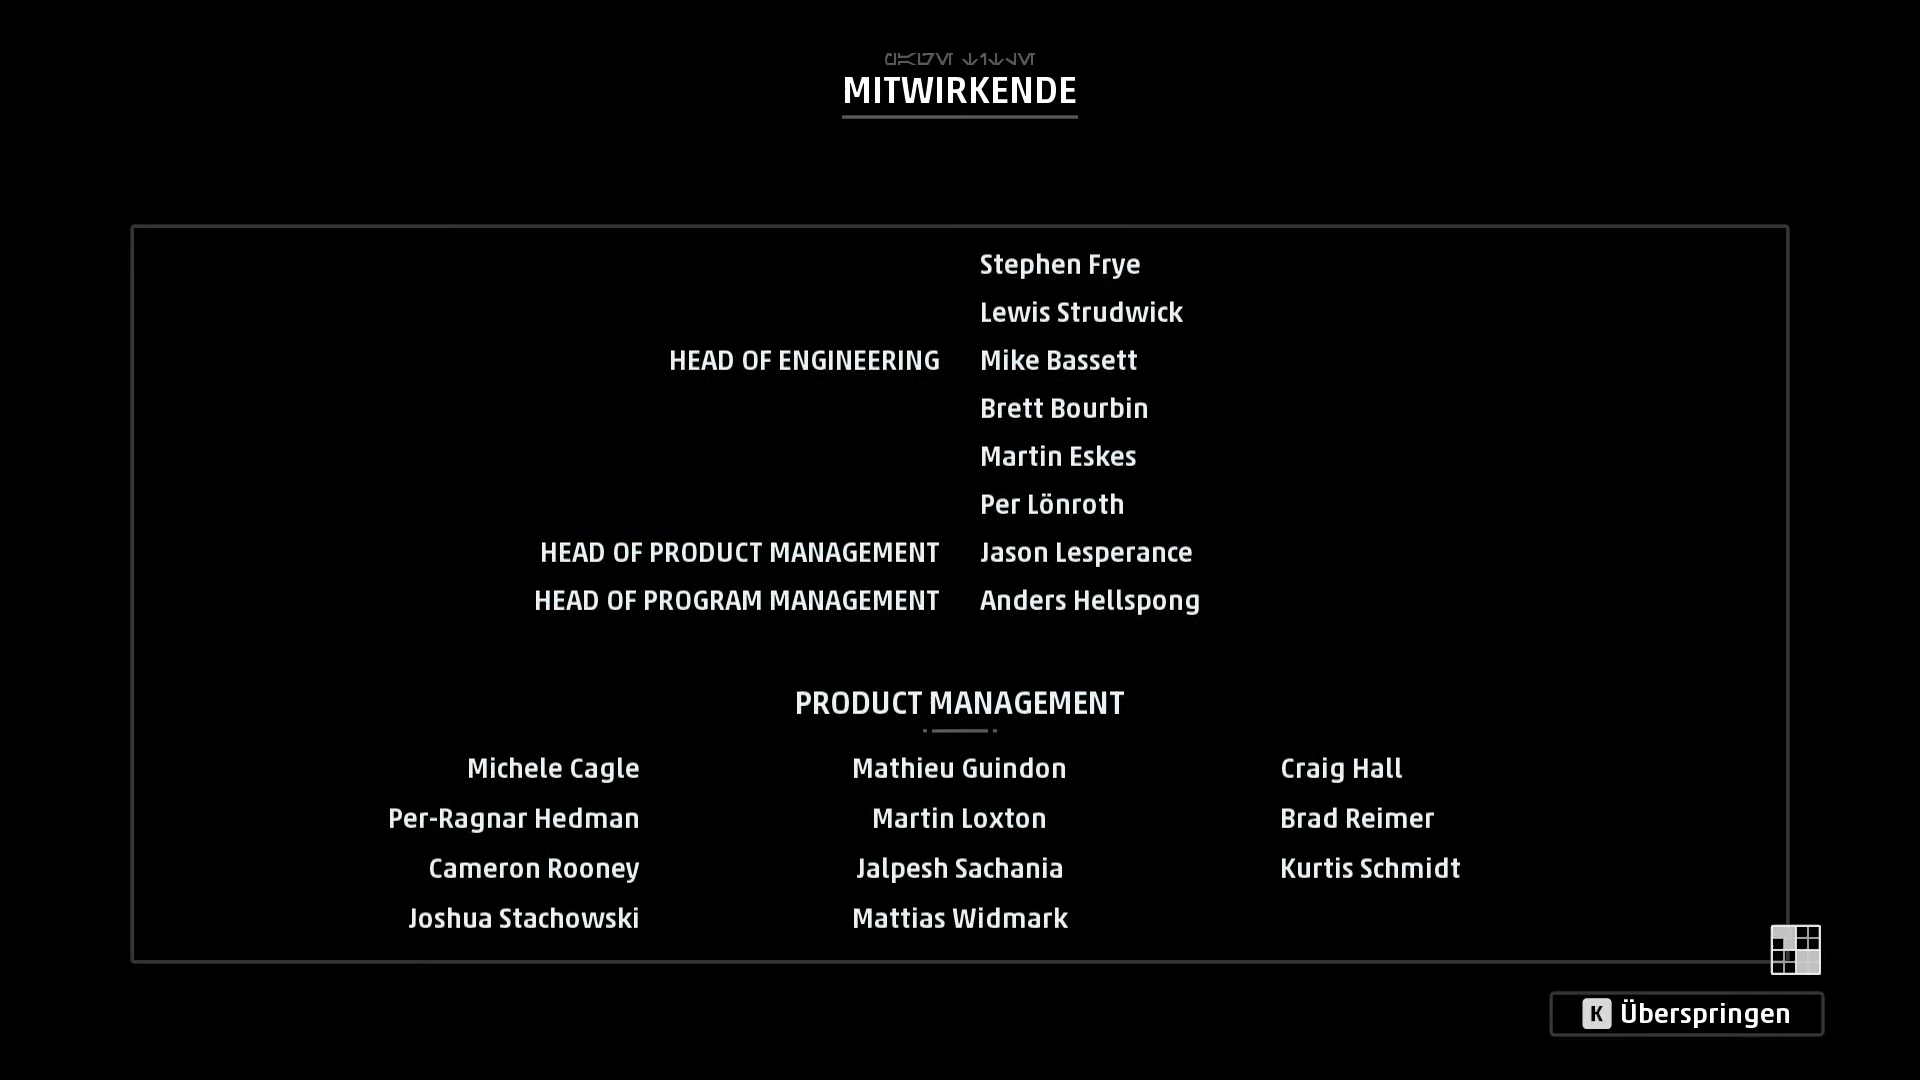 MITWIRKENDE
Stephen Frye
Lewis Strudwick
HEAD OF ENGINEERING Mike Bassett
Brett Bourbin
Martin Eskes
Per Lönroth
HEAD OF PRODUCT MANAGEMENT Jason Lesperance
HEAD OF PROGRAM MANAGEMENT Anders Hellspong
PRODUCT MANAGEMENT
Michele Cagle Mathieu Guindon Craig Hall
Per-Ragnar Hedman Martin Loxton Brad Reimer
Cameron Rooney Jalpesh Sachania Kurtis Schmidt
Joshua Stachowski Mattias Widmark
K Überspringen